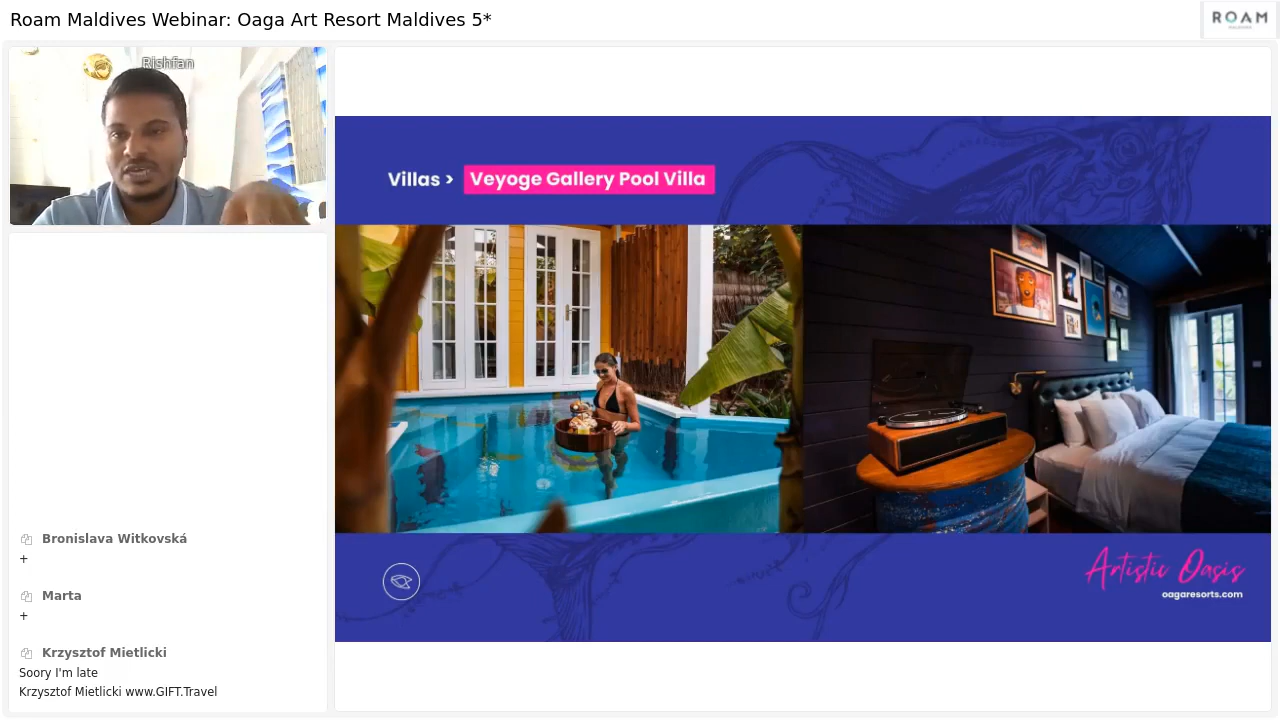 Roam Maldives Webinar: Oaga Art Resort Maldives 5*
ROAM
Rishfan
Villas > Veyoge Gallery Pool Villa
Artistic Oasis
oagaresorts.com
Bronislava Witkovská
+
Marta
+
Krzysztof Mietlicki
Soory I'm late
Krzysztof Mietlicki www.GIFT.Travel